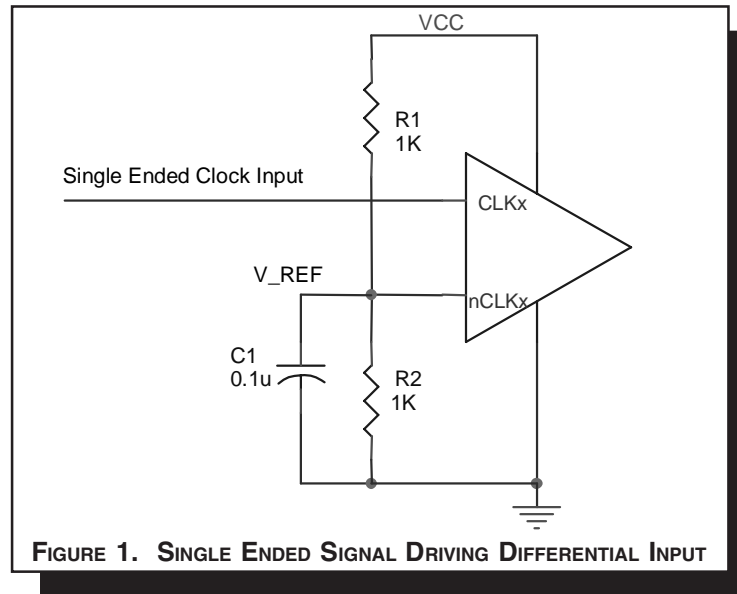 VCC
R1
1K
Single Ended Clock Input
CLKx
V_REF
nCLKx
C1
0.1u
R2
1K
FIGURE 1. SINGLE ENDED SIGNAL DRIVING DIFFERENTIAL INPUT